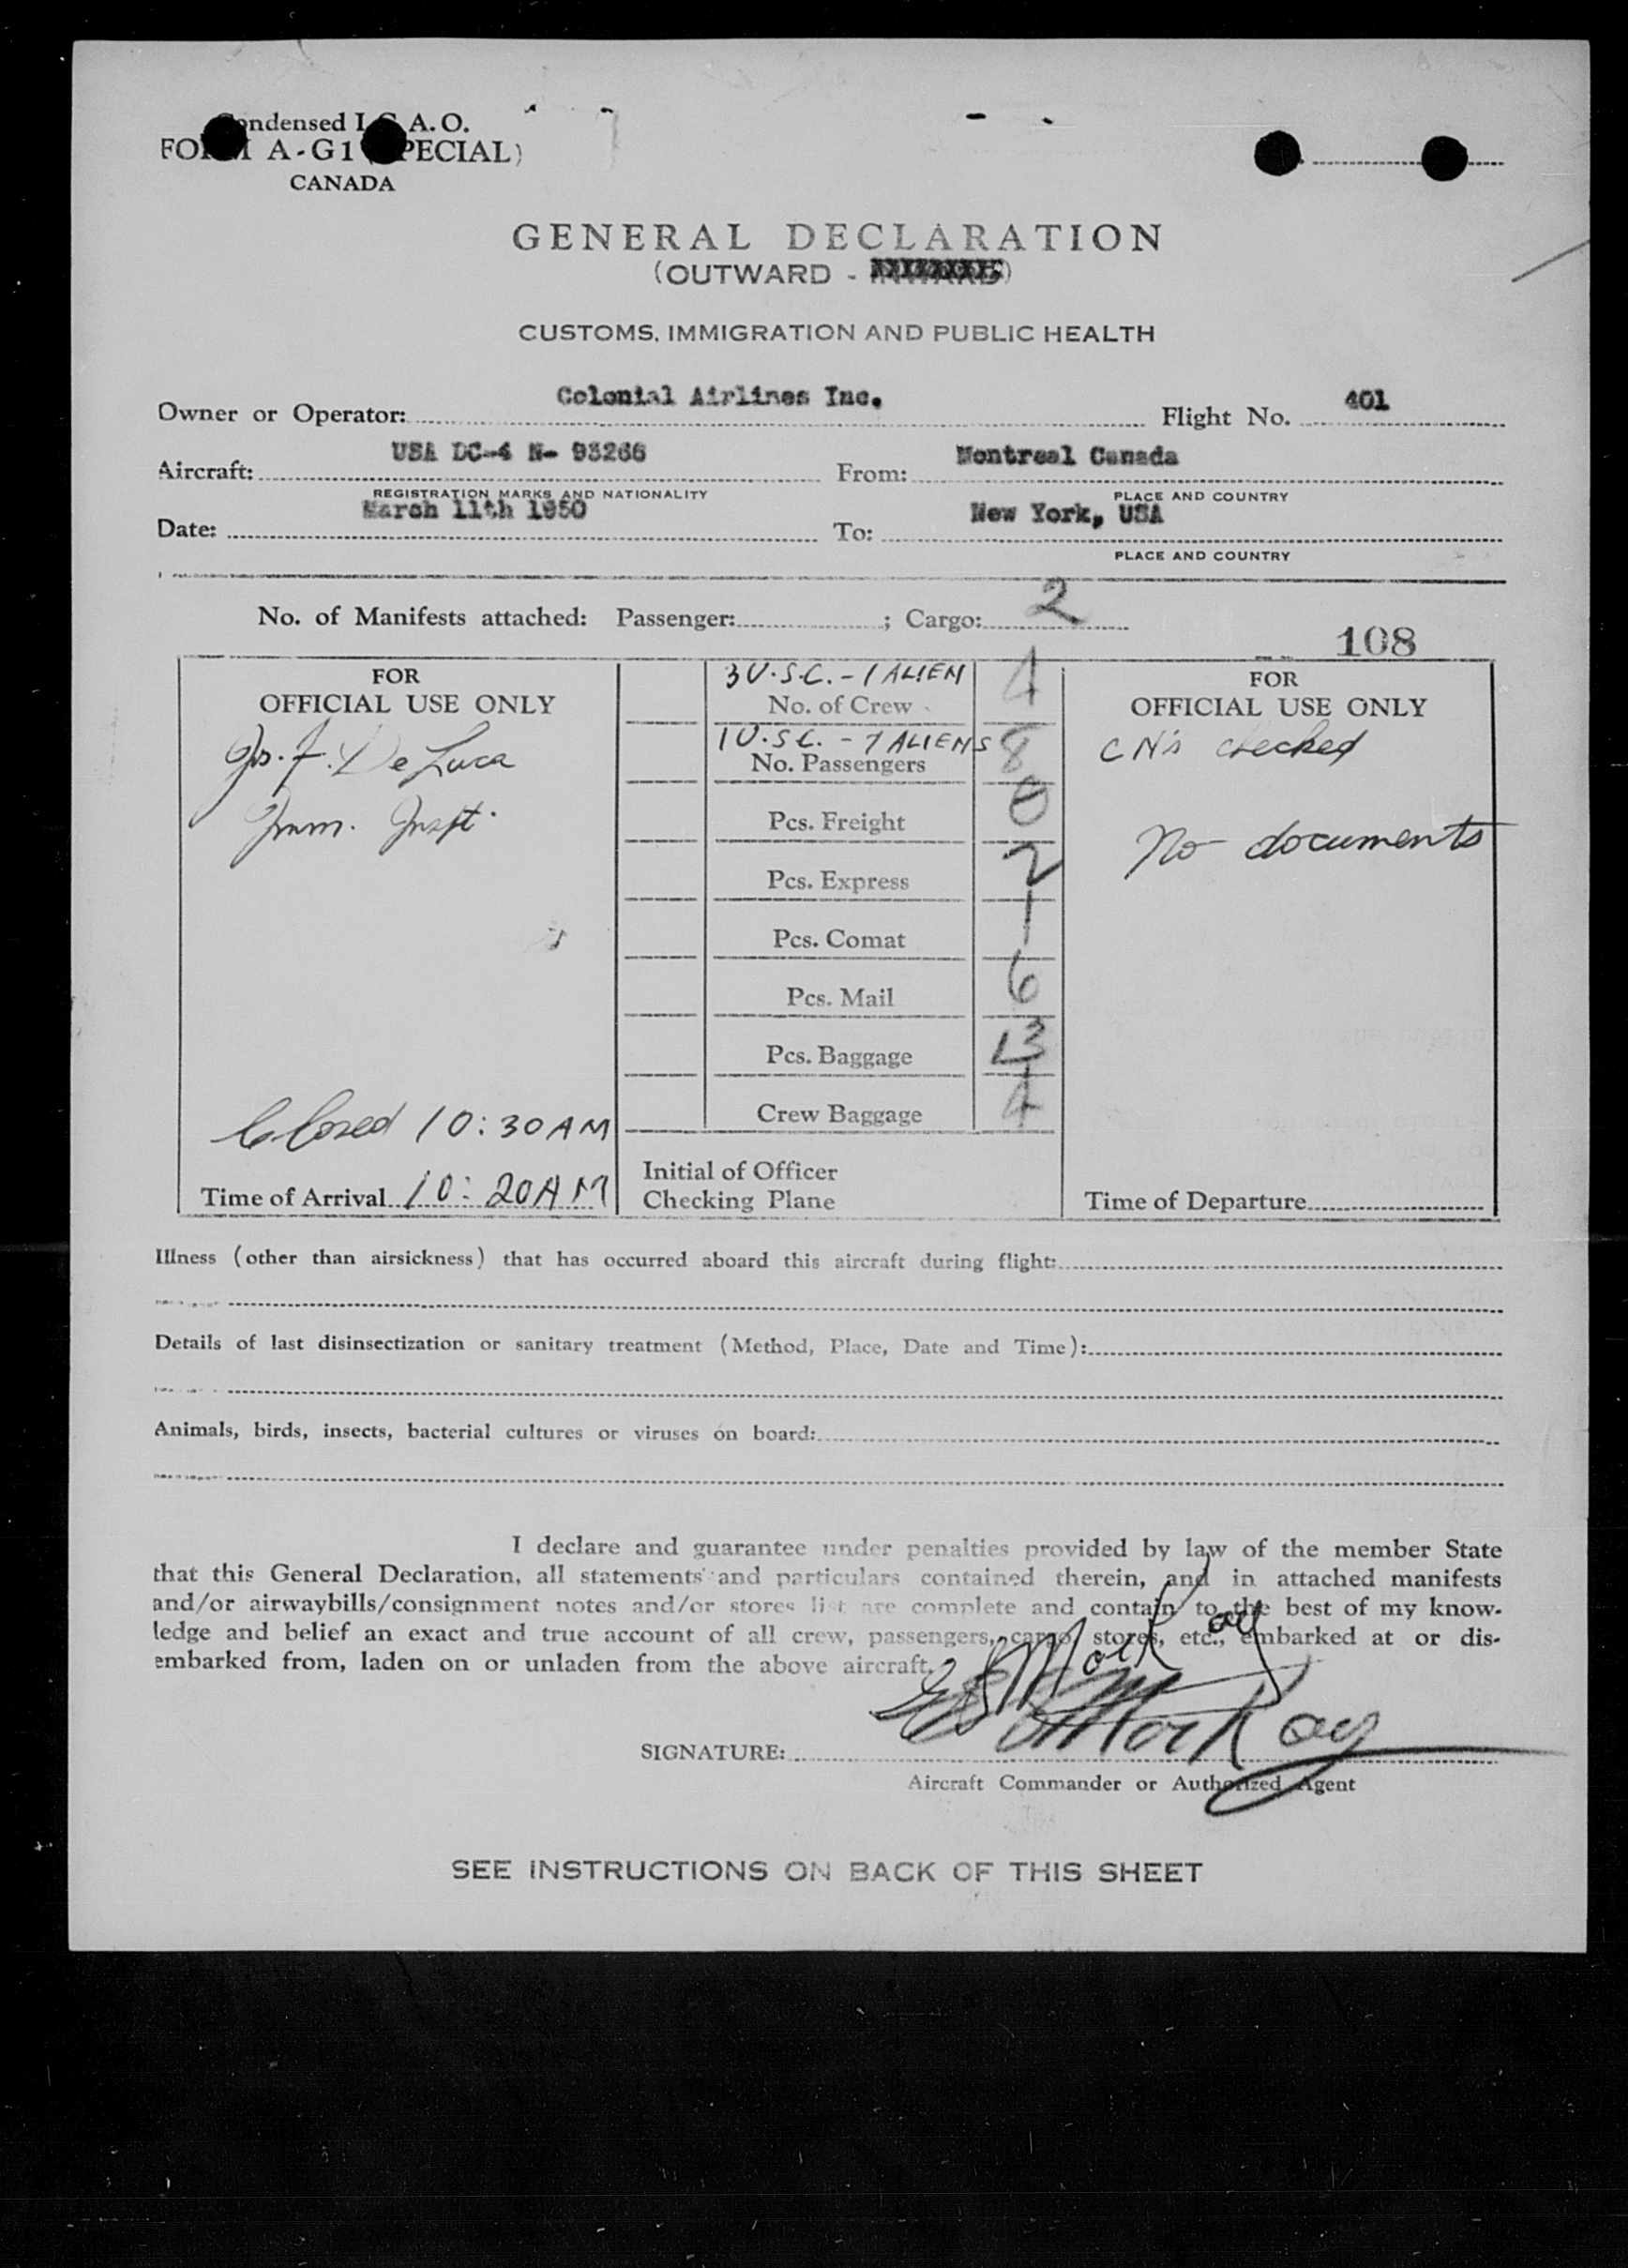 Condensed I.C.A.O.
FORM A-G1 (SPECIAL)
CANADA
GENERAL DECLARATION
(OUTWARD - INWARD)
CUSTOMS, IMMIGRATION AND PUBLIC HEALTH
Owner or Operator: Colonial Airlines Inc. Flight No. 401
Aircraft: USA DC-4 N- 93266 From: Montreal Canada
REGISTRATION MARKS AND NATIONALITY PLACE AND COUNTRY
Date: March 11th 1950 To: New York, USA
PLACE AND COUNTRY
No. of Manifests attached: Passenger: ; Cargo: 2
108
FOR
OFFICIAL USE ONLY
F. De Luca
Imm. Inspt.
Closed 10:30 AM
Time of Arrival 10:20 AM
3 U.S.C. - 1 ALIEN
No. of Crew 4
1 U.S.C. - 7 ALIENS
No. Passengers 8
Pcs. Freight 0
Pcs. Express 2
Pcs. Comat 1
Pcs. Mail 6
Pcs. Baggage 13
Crew Baggage 4
Initial of Officer
Checking Plane
FOR
OFFICIAL USE ONLY
CN's checked
No documents
Time of Departure
Illness (other than airsickness) that has occurred aboard this aircraft during flight:
Details of last disinsectization or sanitary treatment (Method, Place, Date and Time):
Animals, birds, insects, bacterial cultures or viruses on board:
I declare and guarantee under penalties provided by law of the member State
that this General Declaration, all statements and particulars contained therein, and in attached manifests
and/or airwaybills/consignment notes and/or stores list are complete and contain to the best of my know-
ledge and belief an exact and true account of all crew, passengers, cargo, stores, etc., embarked at or dis-
embarked from, laden on or unladen from the above aircraft.
MacKay
SIGNATURE: MacKay
Aircraft Commander or Authorized Agent
SEE INSTRUCTIONS ON BACK OF THIS SHEET